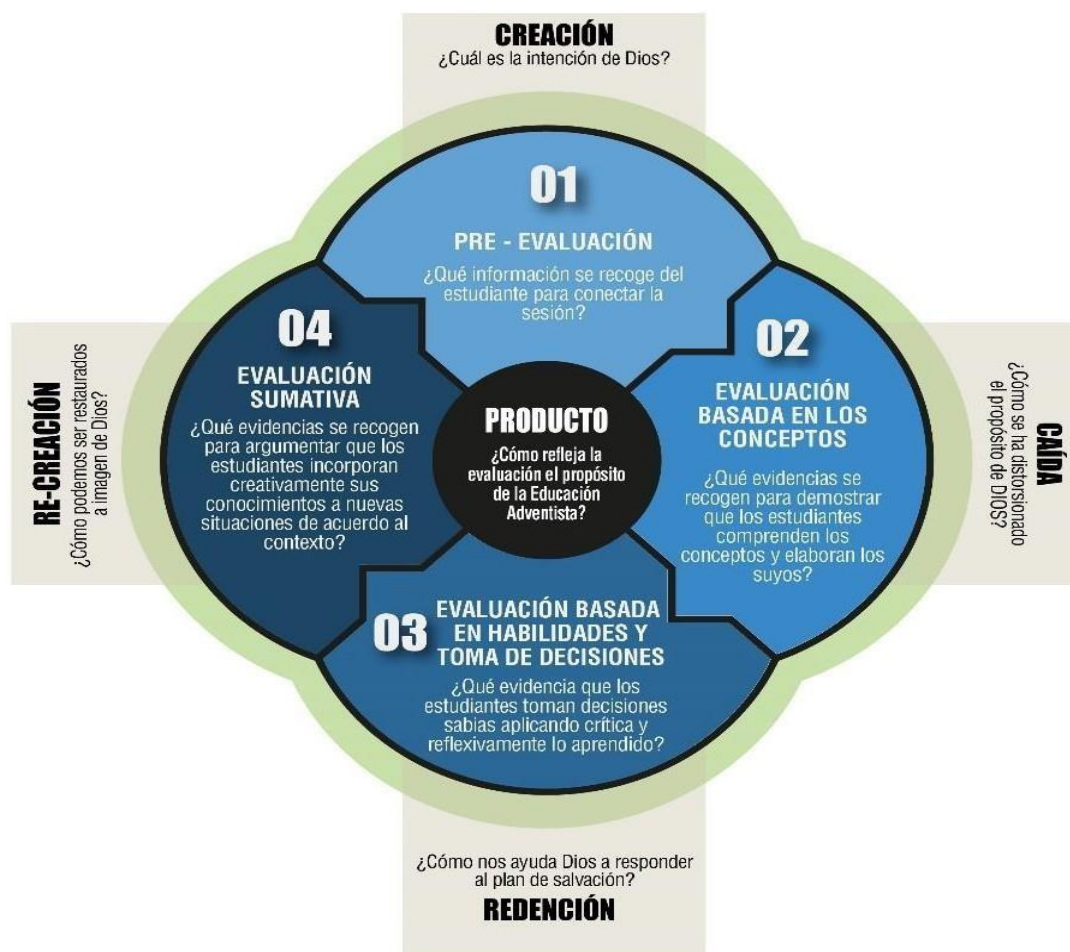 CREACIÓN
¿Cuál es la intención de Dios?
01
PRE - EVALUACIÓN
¿Qué información se recoge del
estudiante para conectar la
sesión?
02
EVALUACIÓN
BASADA EN LOS
CONCEPTOS
¿Qué evidencias se
recogen para demostrar
que los estudiantes
comprenden los
conceptos y elaboran los
suyos?
CAÍDA
¿Cómo se ha distorsionado
el propósito de DIOS?
PRODUCTO
¿Cómo refleja la
evaluación el propósito
de la Educación
Adventista?
03
EVALUACIÓN BASADA
EN HABILIDADES Y
TOMA DE DECISIONES
¿Qué evidencia que los
estudiantes toman decisiones
sabias aplicando crítica y
reflexivamente lo aprendido?
¿Cómo nos ayuda Dios a responder
al plan de salvación?
REDENCIÓN
04
EVALUACIÓN
SUMATIVA
¿Qué evidencias se recogen
para argumentar que los
estudiantes incorporan
creativamente sus
conocimientos a nuevas
situaciones de acuerdo al
contexto?
RE-CREACIÓN
¿Cómo podemos ser restaurados
a imagen de Dios?